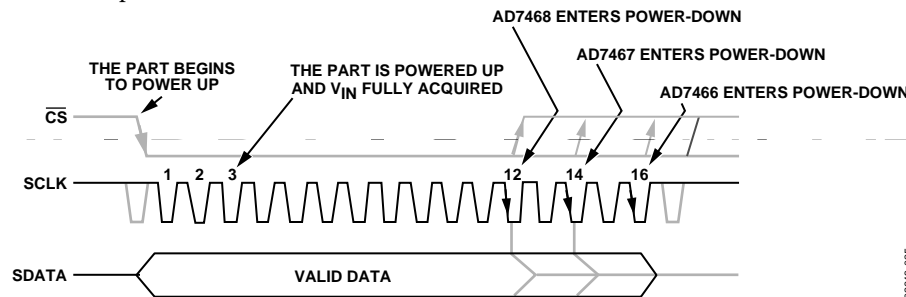 AD7468 ENTERS POWER-DOWN
AD7467 ENTERS POWER-DOWN
THE PART BEGINS
TO POWER UP
THE PART IS POWERED UP
AND VIN FULLY ACQUIRED
AD7466 ENTERS POWER-DOWN
CS
SCLK
1 2 3 12 14 16
SDATA
VALID DATA